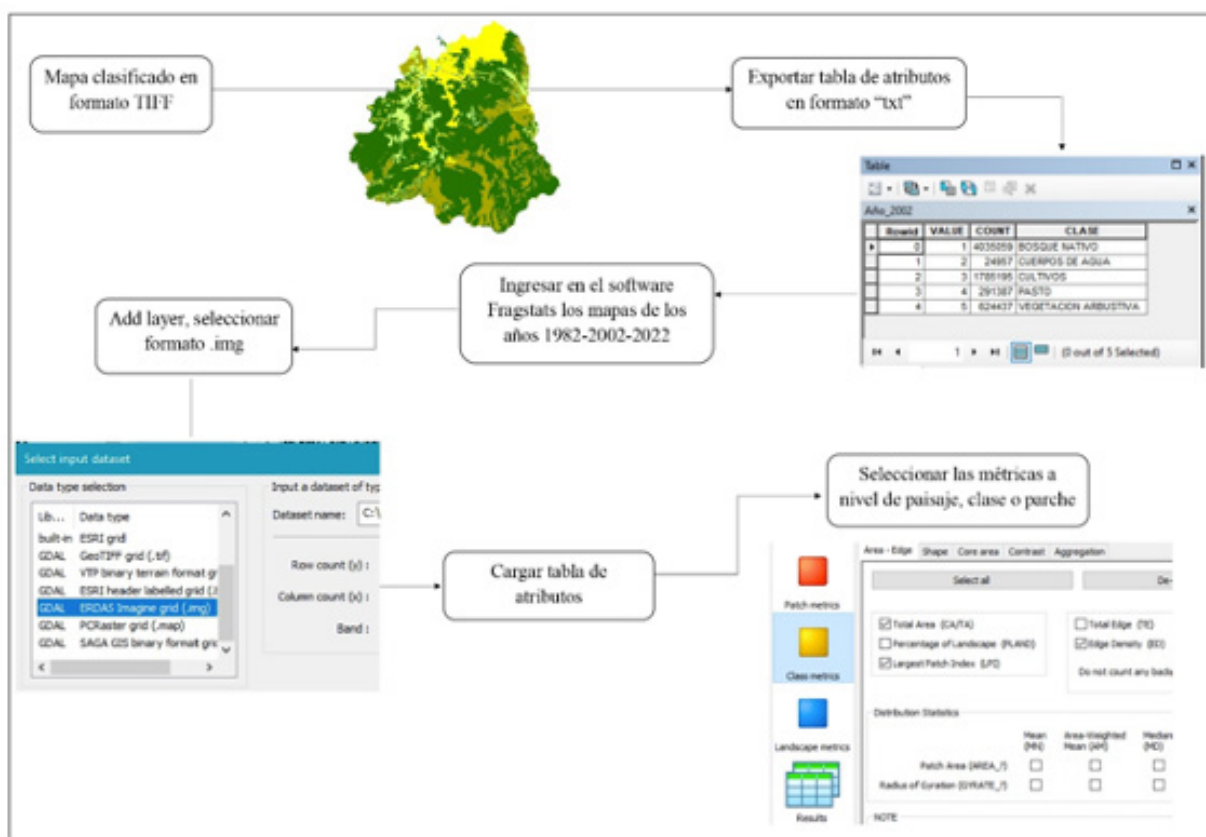 Mapa clasificado en
formato TIFF
Exportar tabla de atributos
en formato “txt”
Table
Año_2002
Rowid VALUE COUNT CLASE
0 1 4035059 BOSQUE NATIVO
1 2 24957 CUERPOS DE AGUA
2 3 1785195 CULTIVOS
3 4 291387 PASTO
4 5 624437 VEGETACION ARBUSTIVA
1 (0 out of 5 Selected)
Ingresar en el software
Fragstats los mapas de los
años 1982-2002-2022
Add layer, seleccionar
formato .img
Select input dataset
Data type selection
Lib... Data type
built-in ESRI grid
GDAL GeoTIFF grid (.tif)
GDAL VTP binary terrain format gr
GDAL ESRI header labelled grid (.
GDAL ERDAS Imagine grid (.img)
GDAL PCRaster grid (.map)
GDAL SAGA GIS binary format gri
Input a dataset of typ
Dataset name: C:\
Row count (y) :
Column count (x) :
Band :
Cargar tabla de
atributos
Seleccionar las métricas a
nivel de paisaje, clase o parche
Patch metrics
Class metrics
Landscape metrics
Results
Area - Edge Shape Core area Contrast Aggregation
Select all De-
Total Area (CA/TA)
Percentage of Landscape (PLAND)
Largest Patch Index (LPI)
Total Edge (TE)
Edge Density (ED)
Do not count any backg
Distribution Statistics
Mean
(MN)
Area-Weighted
Mean (AM)
Median
(MD)
Patch Area (AREA_?)
Radius of Gyration (GYRATE_?)
NOTE